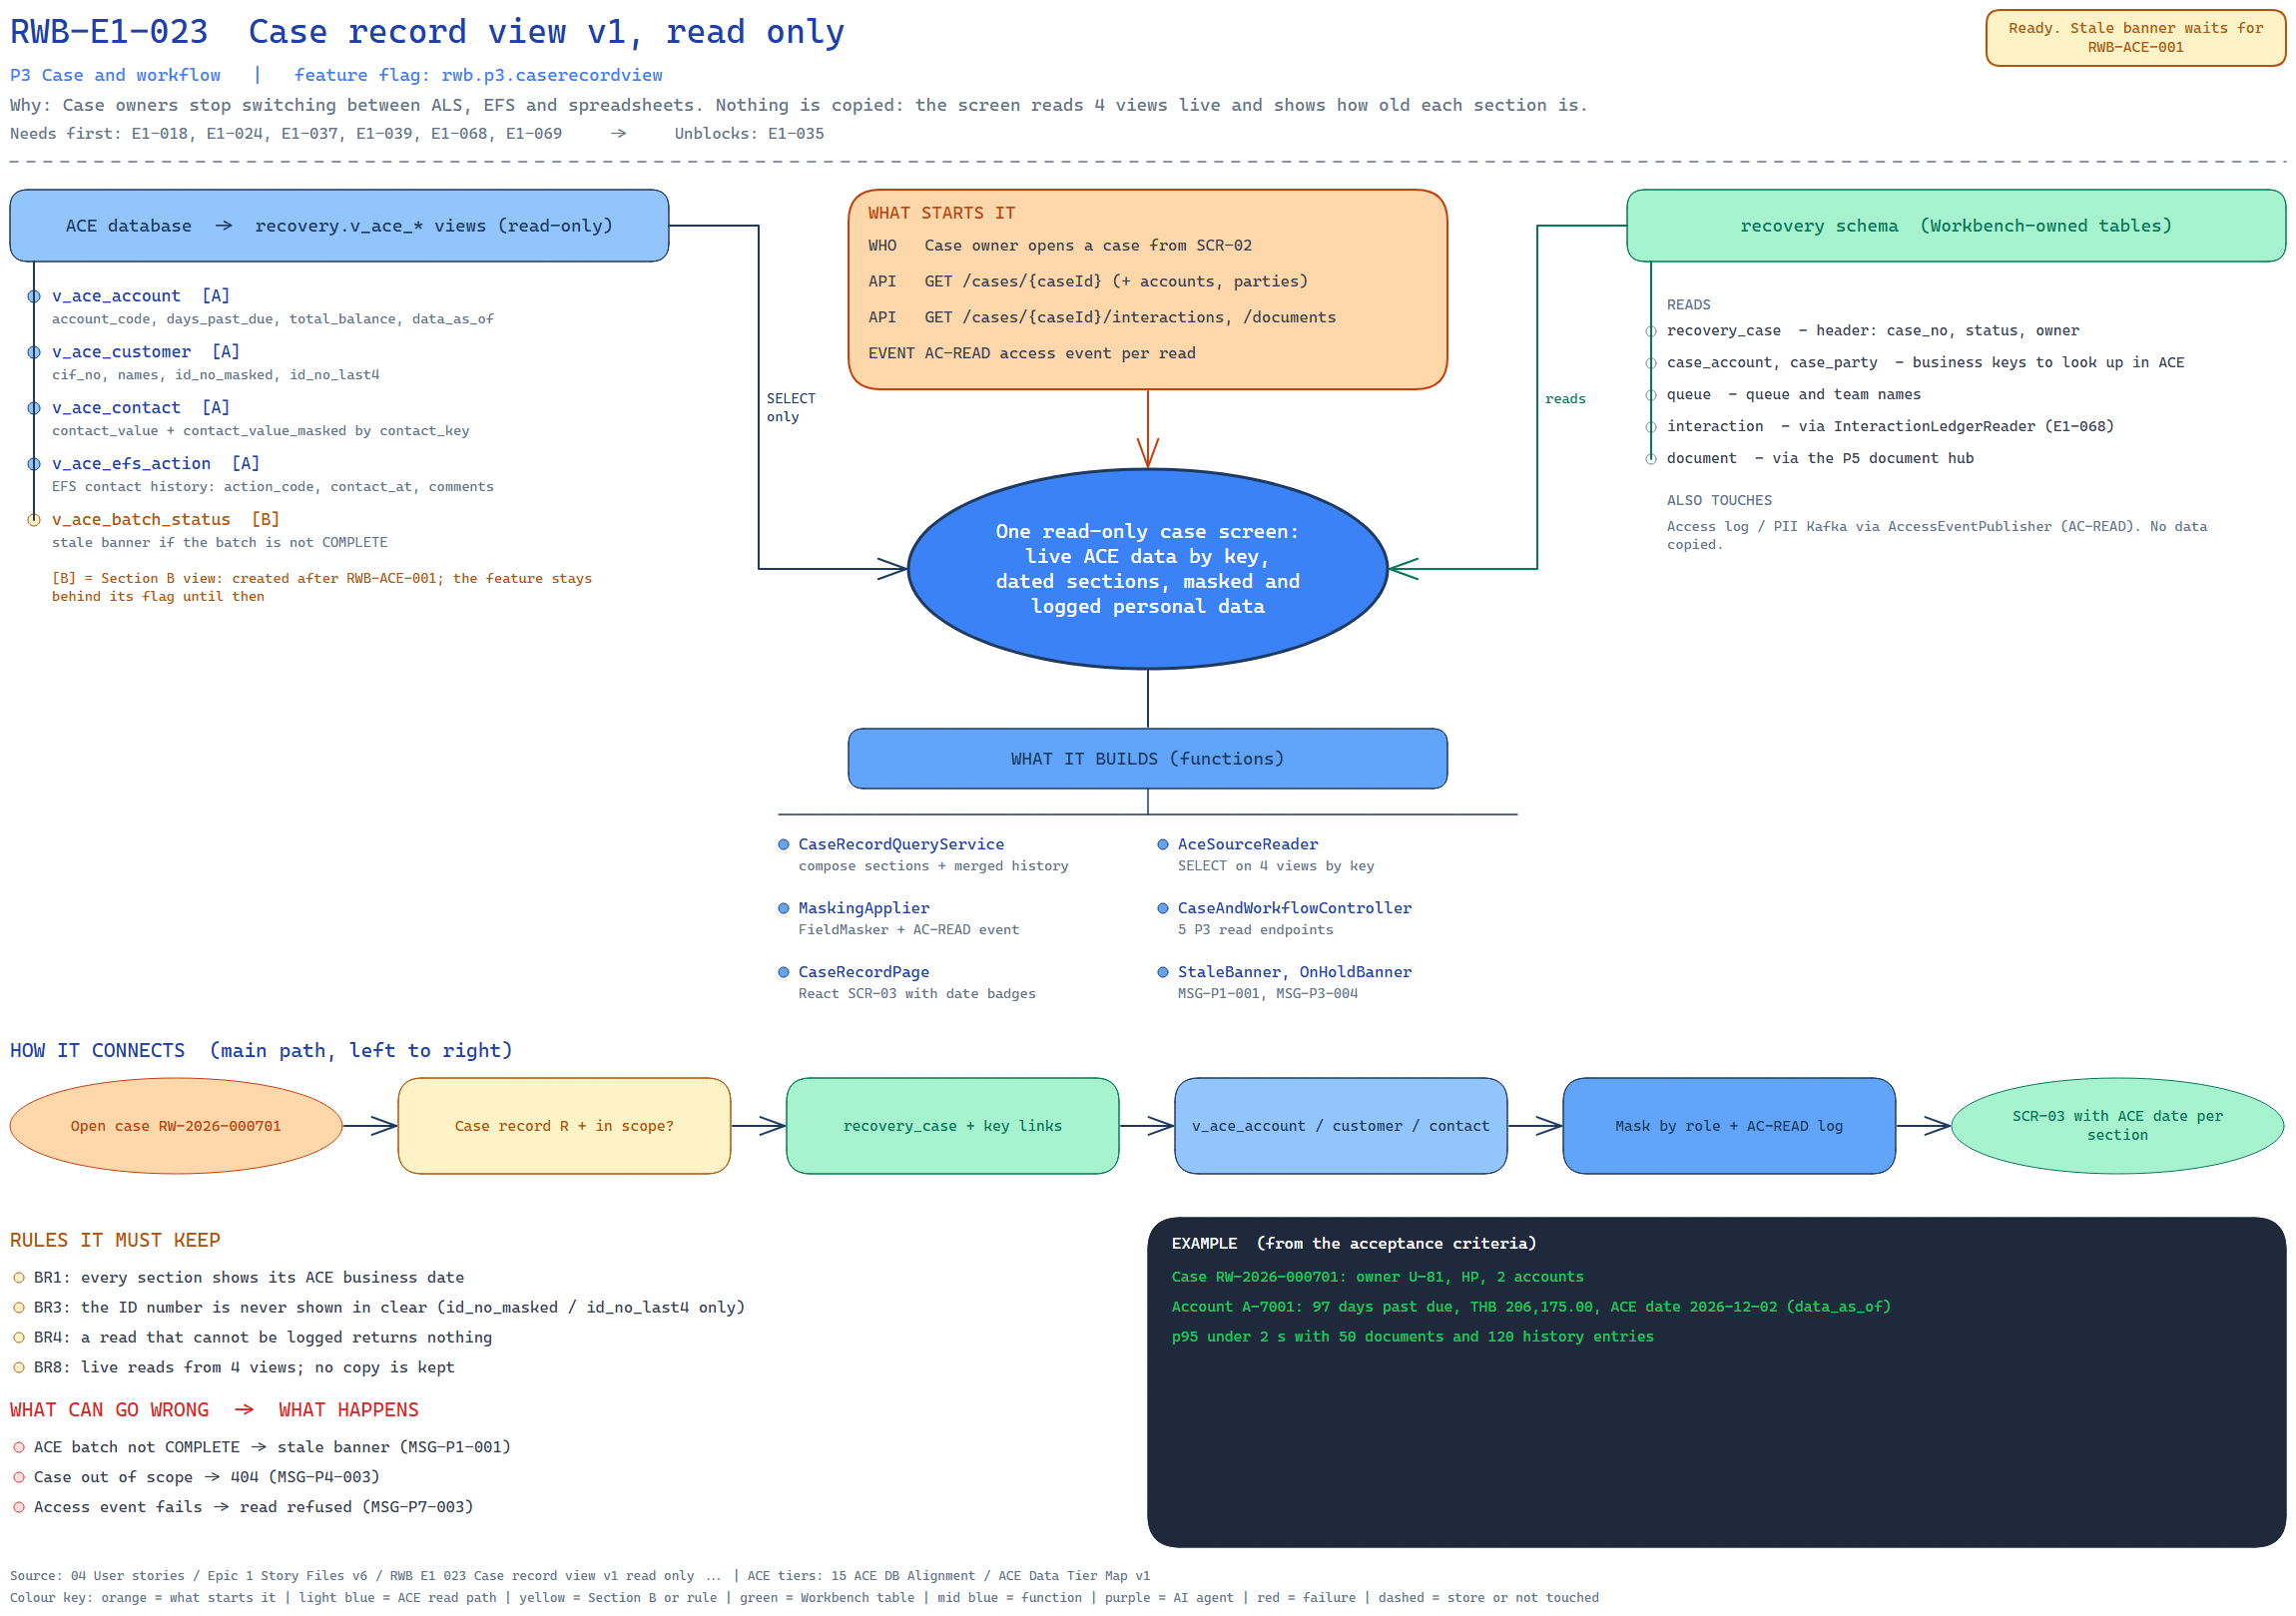 RWB-E1-023  Case record view v1, read only
Ready. Stale banner waits for
RWB-ACE-001
P3 Case and workflow   |   feature flag: rwb.p3.caserecordview
Why: Case owners stop switching between ALS, EFS and spreadsheets. Nothing is copied: the screen reads 4 views live and shows how old each section is.
Needs first: E1-018, E1-024, E1-037, E1-039, E1-068, E1-069     →     Unblocks: E1-035
ACE database  →  recovery.v_ace_* views (read-only)
v_ace_account  [A]
account_code, days_past_due, total_balance, data_as_of
v_ace_customer  [A]
cif_no, names, id_no_masked, id_no_last4
v_ace_contact  [A]
contact_value + contact_value_masked by contact_key
v_ace_efs_action  [A]
EFS contact history: action_code, contact_at, comments
v_ace_batch_status  [B]
stale banner if the batch is not COMPLETE
[B] = Section B view: created after RWB-ACE-001; the feature stays
behind its flag until then
SELECT
only
WHAT STARTS IT
WHO   Case owner opens a case from SCR-02
API   GET /cases/{caseId} (+ accounts, parties)
API   GET /cases/{caseId}/interactions, /documents
EVENT AC-READ access event per read
reads
recovery schema  (Workbench-owned tables)
READS
recovery_case  - header: case_no, status, owner
case_account, case_party  - business keys to look up in ACE
queue  - queue and team names
interaction  - via InteractionLedgerReader (E1-068)
document  - via the P5 document hub
ALSO TOUCHES
Access log / PII Kafka via AccessEventPublisher (AC-READ). No data
copied.
One read-only case screen:
live ACE data by key,
dated sections, masked and
logged personal data
WHAT IT BUILDS (functions)
CaseRecordQueryService
compose sections + merged history
AceSourceReader
SELECT on 4 views by key
MaskingApplier
FieldMasker + AC-READ event
CaseAndWorkflowController
5 P3 read endpoints
CaseRecordPage
React SCR-03 with date badges
StaleBanner, OnHoldBanner
MSG-P1-001, MSG-P3-004
HOW IT CONNECTS  (main path, left to right)
Open case RW-2026-000701
Case record R + in scope?
recovery_case + key links
v_ace_account / customer / contact
Mask by role + AC-READ log
SCR-03 with ACE date per
section
RULES IT MUST KEEP
BR1: every section shows its ACE business date
BR3: the ID number is never shown in clear (id_no_masked / id_no_last4 only)
BR4: a read that cannot be logged returns nothing
BR8: live reads from 4 views; no copy is kept
WHAT CAN GO WRONG  →  WHAT HAPPENS
ACE batch not COMPLETE → stale banner (MSG-P1-001)
Case out of scope → 404 (MSG-P4-003)
Access event fails → read refused (MSG-P7-003)
EXAMPLE  (from the acceptance criteria)
Case RW-2026-000701: owner U-81, HP, 2 accounts
Account A-7001: 97 days past due, THB 206,175.00, ACE date 2026-12-02 (data_as_of)
p95 under 2 s with 50 documents and 120 history entries
Source: 04 User stories / Epic 1 Story Files v6 / RWB E1 023 Case record view v1 read only ... | ACE tiers: 15 ACE DB Alignment / ACE Data Tier Map v1
Colour key: orange = what starts it | light blue = ACE read path | yellow = Section B or rule | green = Workbench table | mid blue = function | purple = AI agent | red = failure | dashed = store or not touched